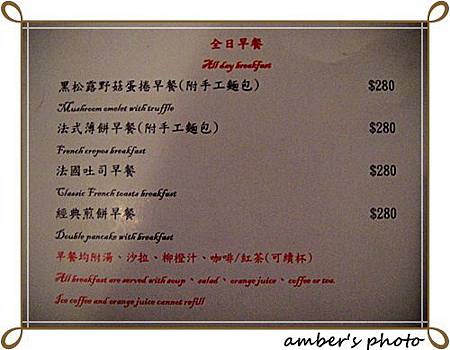 全日早餐
All day breakfast
黑松露野菇蛋捲早餐(附手工麵包) $280
Mushroom omelet with truffle
法式薄餅早餐(附手工麵包) $280
French crepes breakfast
法國吐司早餐 $280
Classic French toasts breakfast
經典煎餅早餐 $280
Double pancake with breakfast
早餐均附湯、沙拉、柳橙汁、咖啡/紅茶(可續杯)
All breakfast are served with soup、salad、orange juice、coffee or tea.
Ice coffee and orange juice cannot refill
amber's photo